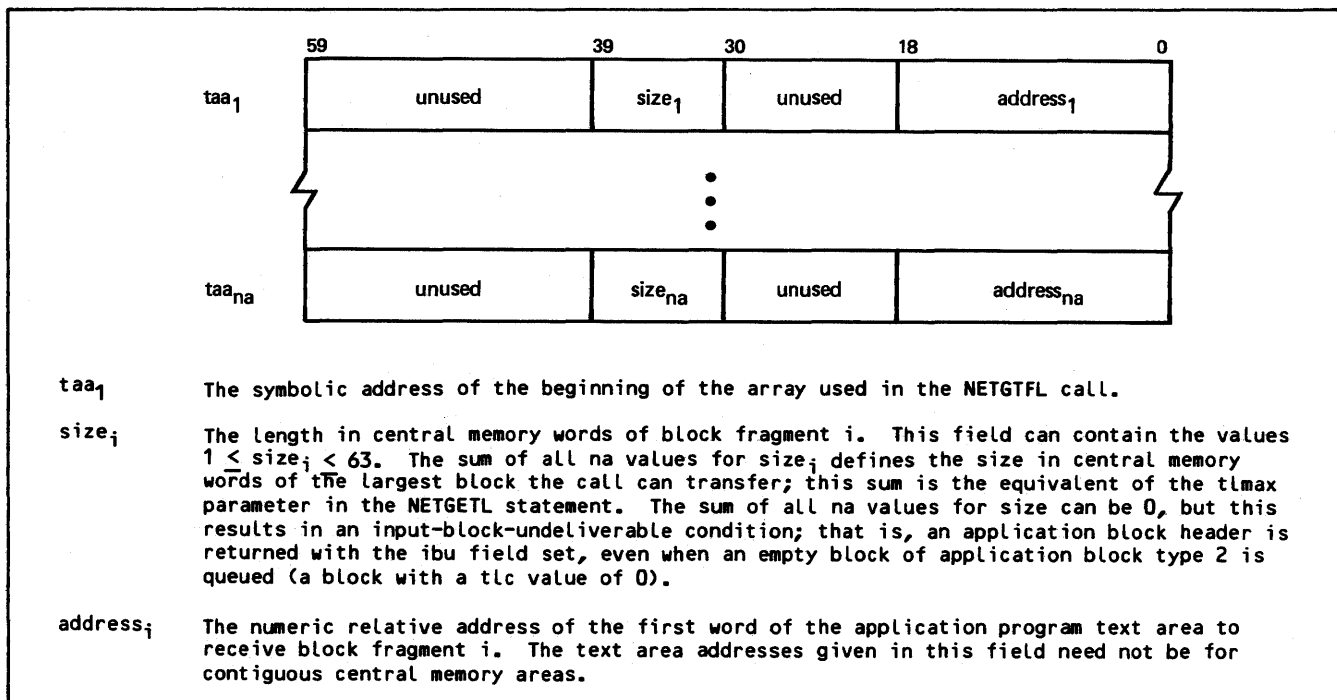 59 39 30 18 0
taa1 unused size1 unused address1
taana unused sizena unused addressna
taa1 The symbolic address of the beginning of the array used in the NETGTFL call.
sizei The length in central memory words of block fragment i. This field can contain the values
1 ≤ sizei ≤ 63. The sum of all na values for sizei defines the size in central memory
words of the largest block the call can transfer; this sum is the equivalent of the tlmax
parameter in the NETGETL statement. The sum of all na values for size can be 0, but this
results in an input-block-undeliverable condition; that is, an application block header is
returned with the ibu field set, even when an empty block of application block type 2 is
queued (a block with a tlc value of 0).
addressi The numeric relative address of the first word of the application program text area to
receive block fragment i. The text area addresses given in this field need not be for
contiguous central memory areas.